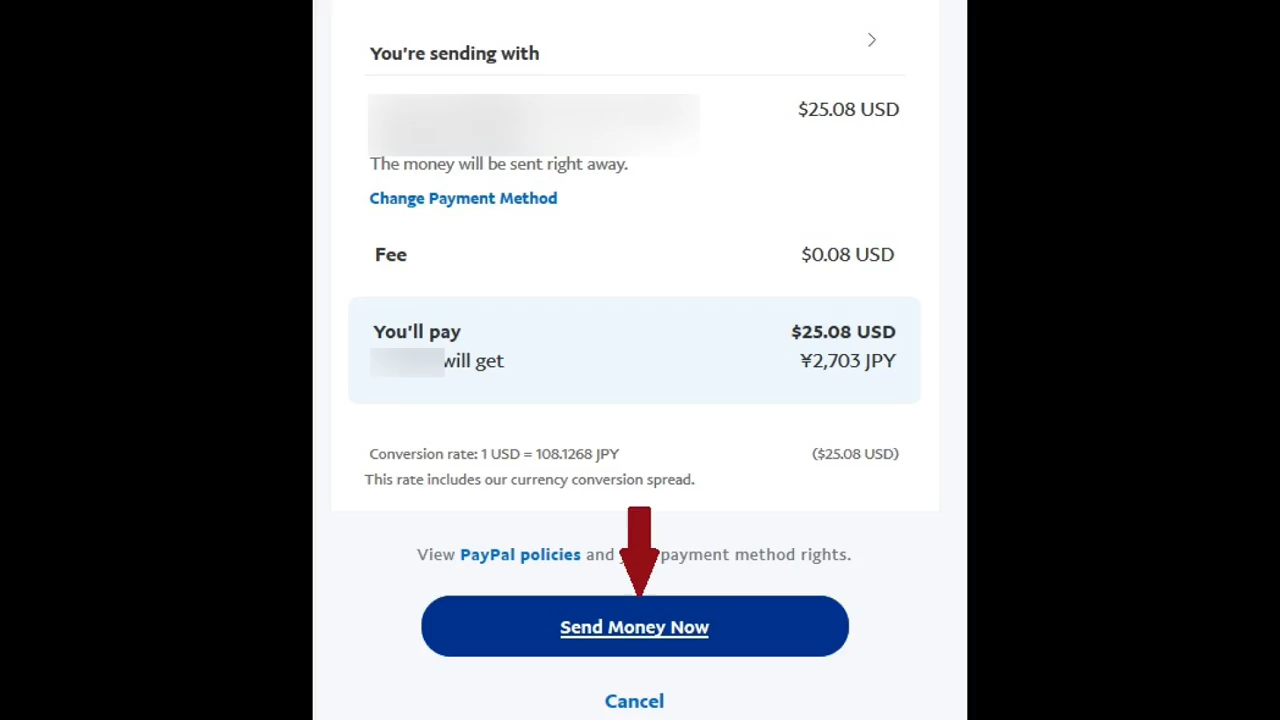 You're sending with
$25.08 USD
The money will be sent right away.
Change Payment Method
Fee $0.08 USD
You'll pay $25.08 USD
will get ¥2,703 JPY
Conversion rate: 1 USD = 108.1268 JPY ($25.08 USD)
This rate includes our currency conversion spread.
View PayPal policies and payment method rights.
Send Money Now
Cancel